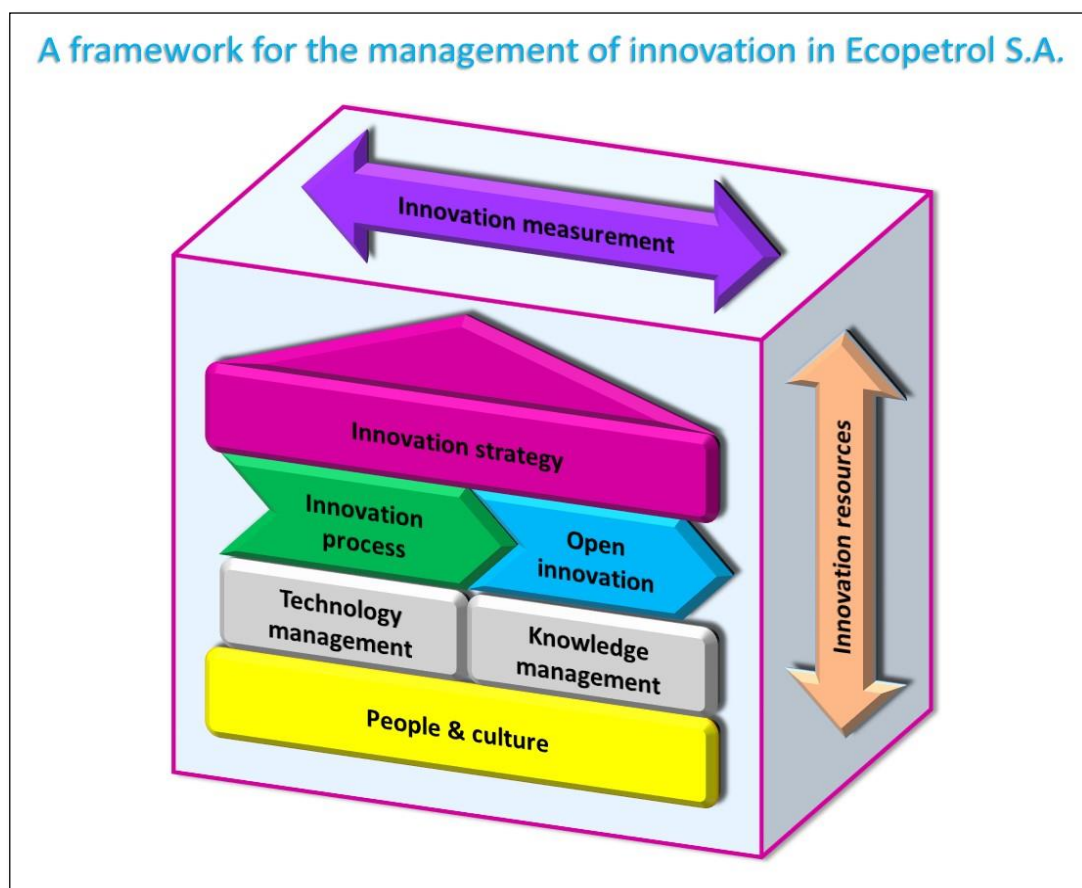 A framework for the management of innovation in Ecopetrol S.A.
Innovation measurement
Innovation strategy
Innovation
process
Open
innovation
Technology
management
Knowledge
management
People & culture
Innovation resources